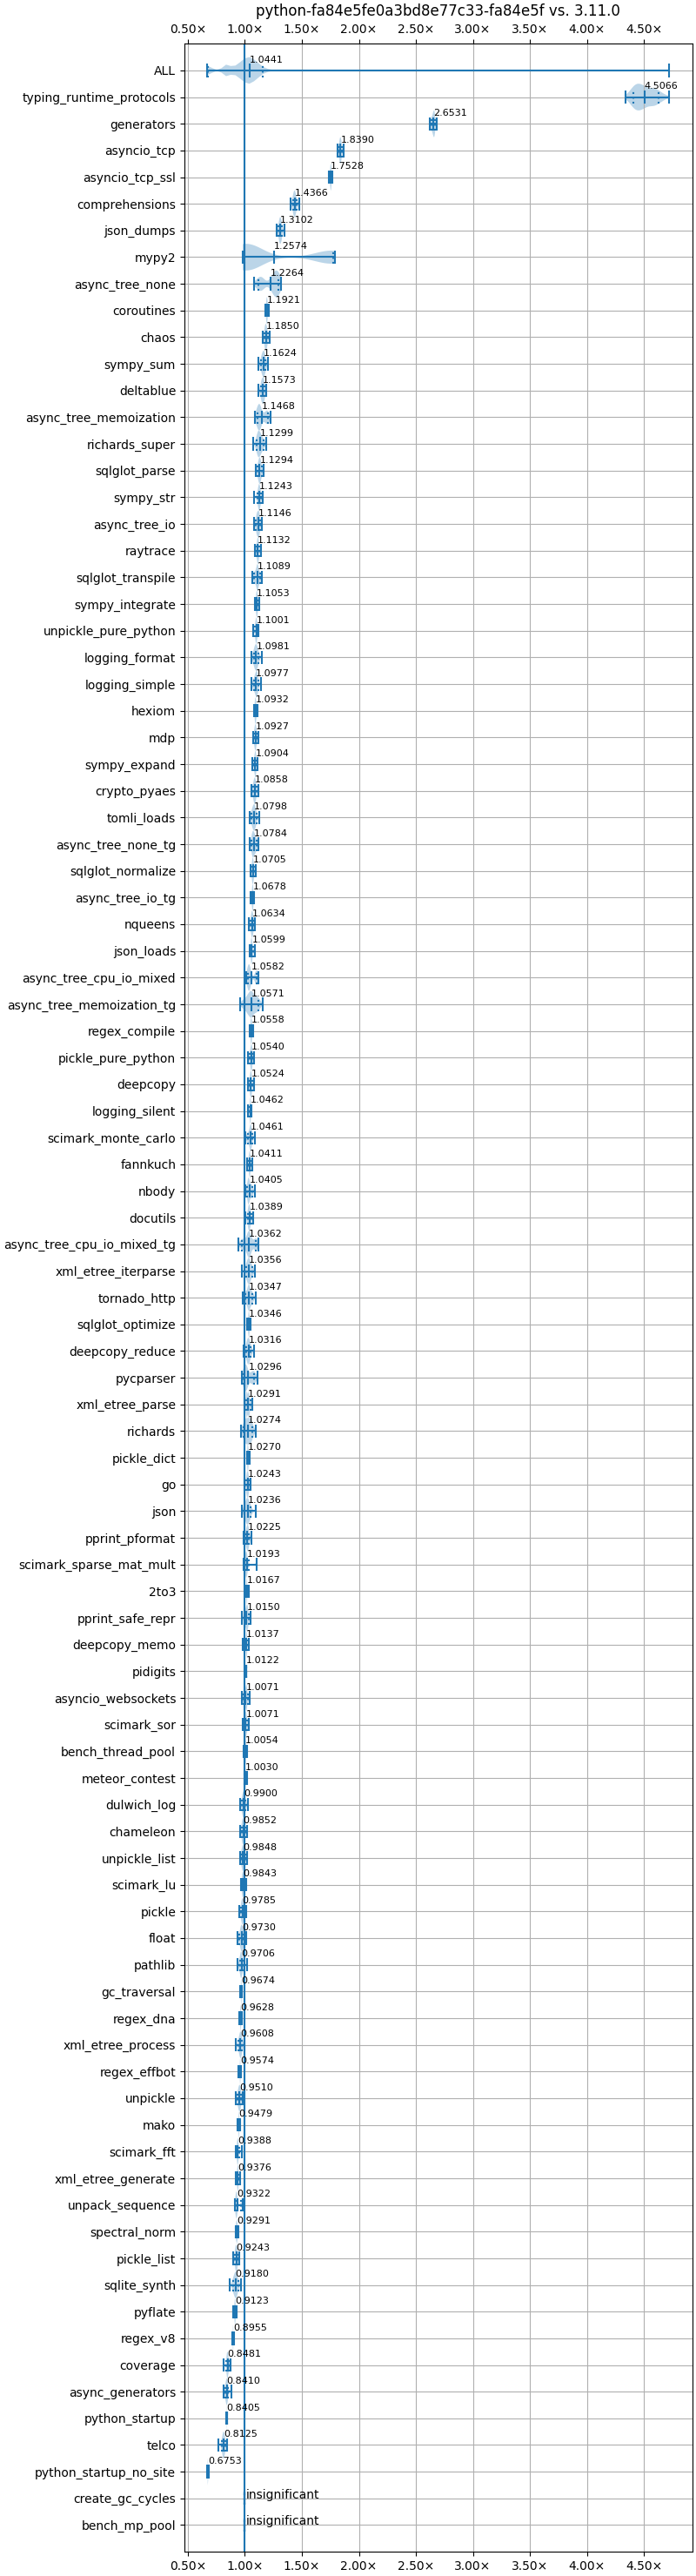 python-fa84e5fe0a3bd8e77c33-fa84e5f vs. 3.11.0
0.50× 1.00× 1.50× 2.00× 2.50× 3.00× 3.50× 4.00× 4.50×
ALL 1.0441
typing_runtime_protocols 4.5066
generators 2.6531
asyncio_tcp 1.8390
asyncio_tcp_ssl 1.7528
comprehensions 1.4366
json_dumps 1.3102
mypy2 1.2574
async_tree_none 1.2264
coroutines 1.1921
chaos 1.1850
sympy_sum 1.1624
deltablue 1.1573
async_tree_memoization 1.1468
richards_super 1.1299
sqlglot_parse 1.1294
sympy_str 1.1243
async_tree_io 1.1146
raytrace 1.1132
sqlglot_transpile 1.1089
sympy_integrate 1.1053
unpickle_pure_python 1.1001
logging_format 1.0981
logging_simple 1.0977
hexiom 1.0932
mdp 1.0927
sympy_expand 1.0904
crypto_pyaes 1.0858
tomli_loads 1.0798
async_tree_none_tg 1.0784
sqlglot_normalize 1.0705
async_tree_io_tg 1.0678
nqueens 1.0634
json_loads 1.0599
async_tree_cpu_io_mixed 1.0582
async_tree_memoization_tg 1.0571
regex_compile 1.0558
pickle_pure_python 1.0540
deepcopy 1.0524
logging_silent 1.0462
scimark_monte_carlo 1.0461
fannkuch 1.0411
nbody 1.0405
docutils 1.0389
async_tree_cpu_io_mixed_tg 1.0362
xml_etree_iterparse 1.0356
tornado_http 1.0347
sqlglot_optimize 1.0346
deepcopy_reduce 1.0316
pycparser 1.0296
xml_etree_parse 1.0291
richards 1.0274
pickle_dict 1.0270
go 1.0243
json 1.0236
pprint_pformat 1.0225
scimark_sparse_mat_mult 1.0193
2to3 1.0167
pprint_safe_repr 1.0150
deepcopy_memo 1.0137
pidigits 1.0122
asyncio_websockets 1.0071
scimark_sor 1.0071
bench_thread_pool 1.0054
meteor_contest 1.0030
dulwich_log 0.9900
chameleon 0.9852
unpickle_list 0.9848
scimark_lu 0.9843
pickle 0.9785
float 0.9730
pathlib 0.9706
gc_traversal 0.9674
regex_dna 0.9628
xml_etree_process 0.9608
regex_effbot 0.9574
unpickle 0.9510
mako 0.9479
scimark_fft 0.9388
xml_etree_generate 0.9376
unpack_sequence 0.9322
spectral_norm 0.9291
pickle_list 0.9243
sqlite_synth 0.9180
pyflate 0.9123
regex_v8 0.8955
coverage 0.8481
async_generators 0.8410
python_startup 0.8405
telco 0.8125
python_startup_no_site 0.6753
create_gc_cycles insignificant
bench_mp_pool insignificant
0.50× 1.00× 1.50× 2.00× 2.50× 3.00× 3.50× 4.00× 4.50×